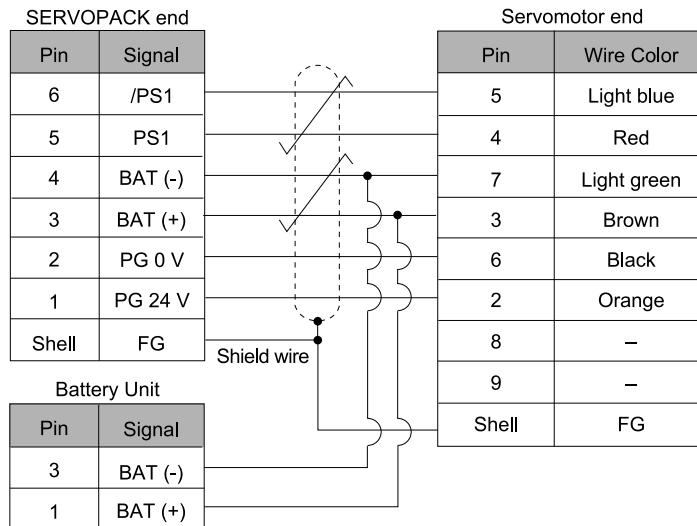 SERVOPACK end
Pin Signal
6 /PS1
5 PS1
4 BAT (-)
3 BAT (+)
2 PG 0 V
1 PG 24 V
Shell FG
Shield wire
Servomotor end
Pin Wire Color
5 Light blue
4 Red
7 Light green
3 Brown
6 Black
2 Orange
8 –
9 –
Shell FG
Battery Unit
Pin Signal
3 BAT (-)
1 BAT (+)